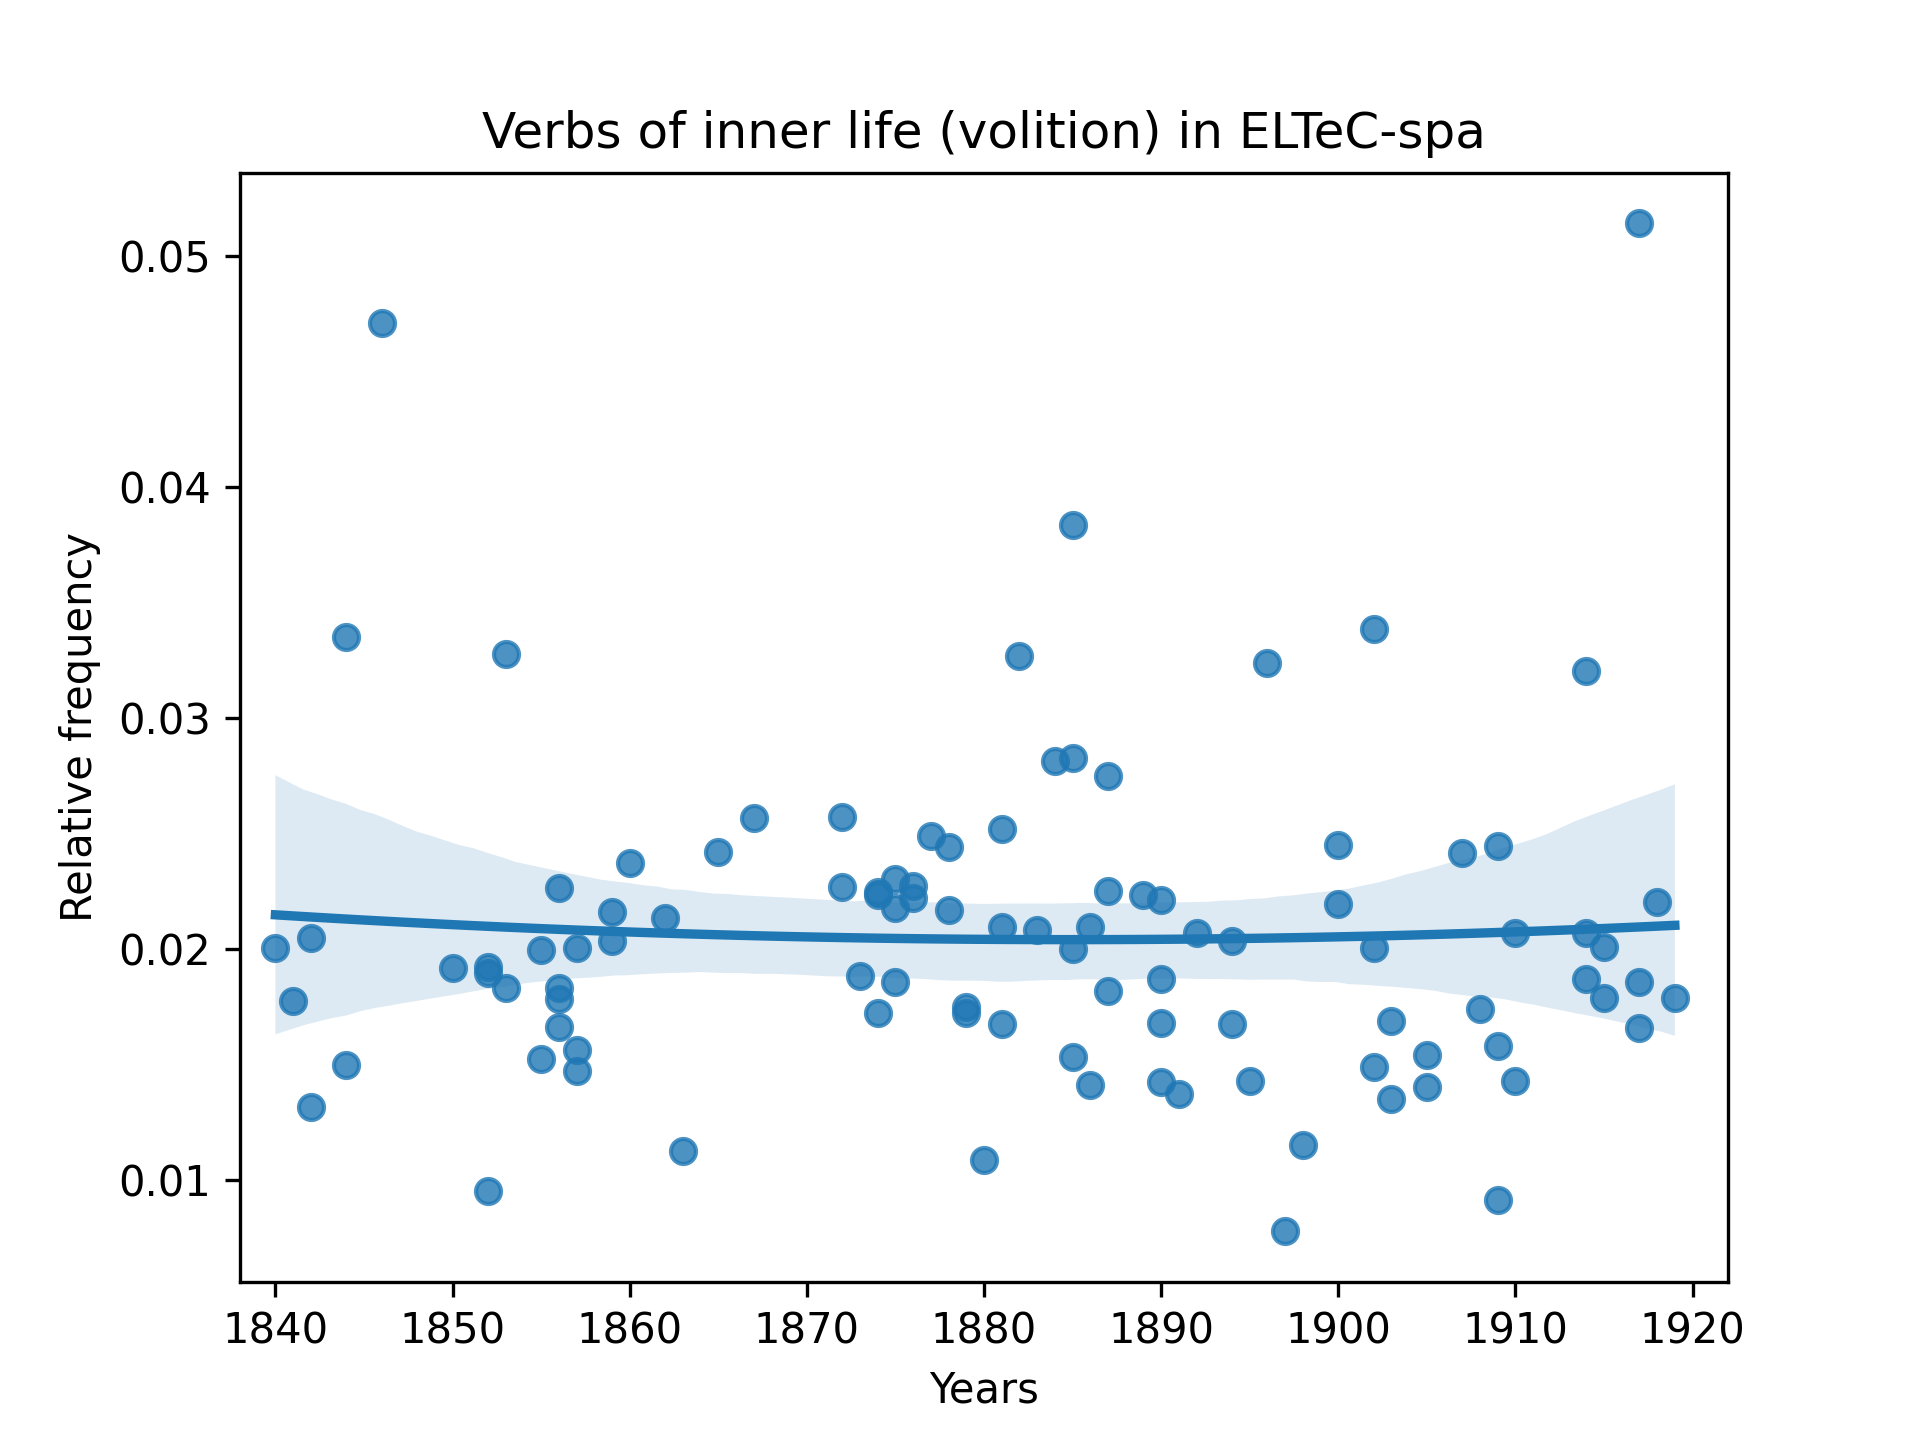 Verbs of inner life (volition) in ELTeC-spa
0.05
0.04
0.03
0.02
0.01
Relative frequency
1840 1850 1860 1870 1880 1890 1900 1910 1920
Years